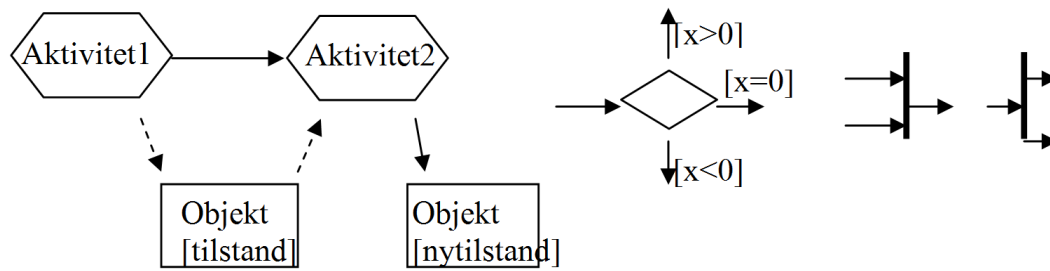 Aktivitet1
Aktivitet2
[x>0]
[x=0]
[x<0]
Objekt
[tilstand]
Objekt
[nytilstand]